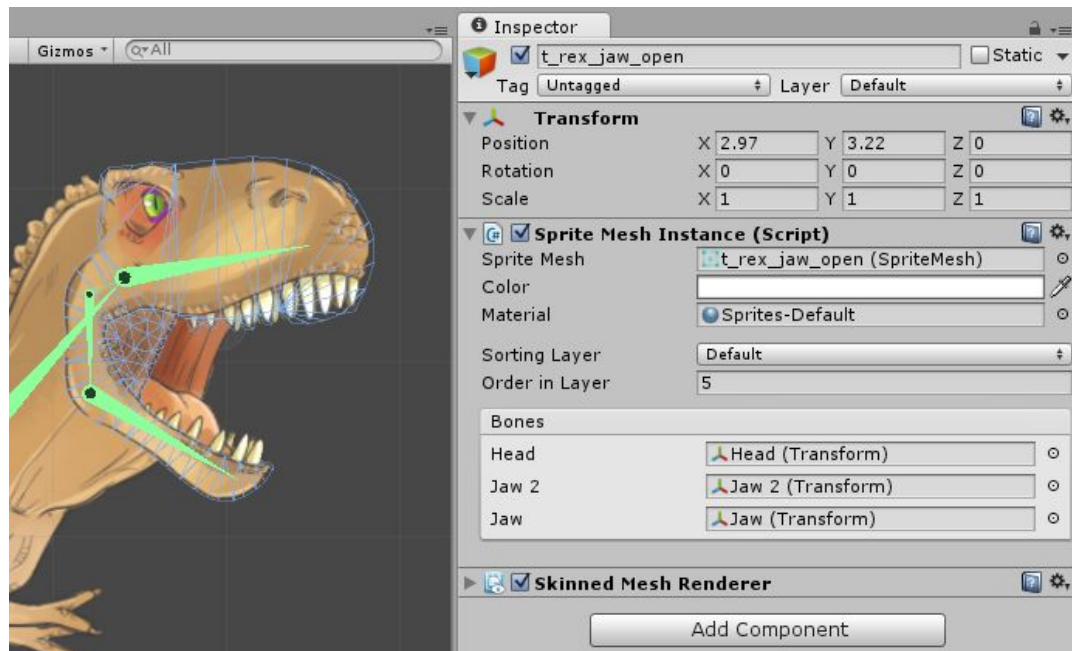 Inspector
Gizmos All
t_rex_jaw_open Static
Tag Untagged Layer Default
Transform
Position X 2.97 Y 3.22 Z 0
Rotation X 0 Y 0 Z 0
Scale X 1 Y 1 Z 1
C# Sprite Mesh Instance (Script)
Sprite Mesh t_rex_jaw_open (SpriteMesh)
Color
Material Sprites-Default
Sorting Layer Default
Order in Layer 5
Bones
Head Head (Transform)
Jaw 2 Jaw 2 (Transform)
Jaw Jaw (Transform)
Skinned Mesh Renderer
Add Component